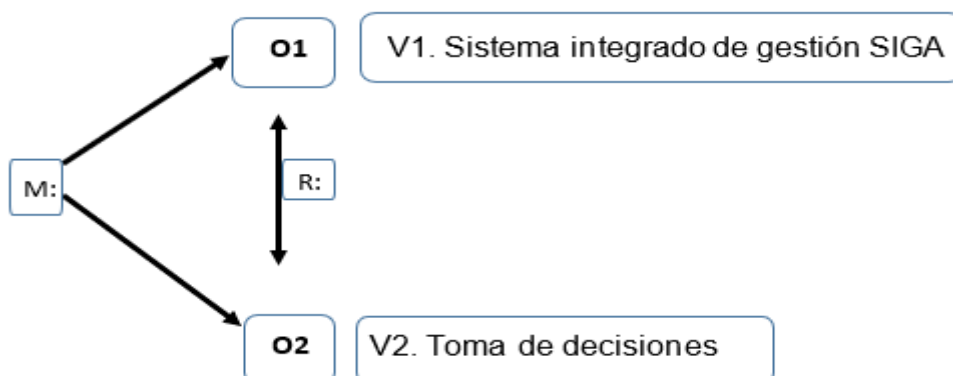 O1
V1. Sistema integrado de gestión SIGA
M:
R:
O2
V2. Toma de decisiones